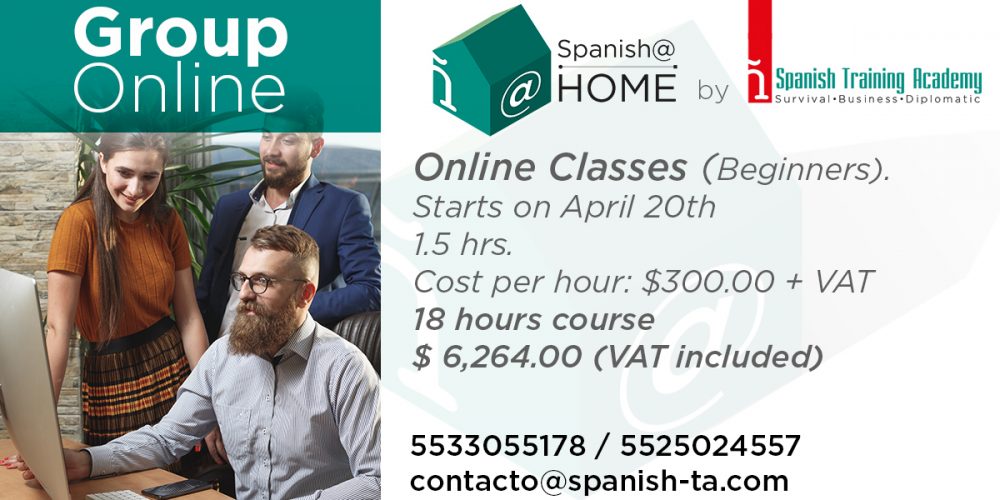 Group
Online
ñ
@
Spanish@
HOME
by
ñ
Spanish Training Academy
Survival•Business•Diplomatic
Online Classes (Beginners).
Starts on April 20th
1.5 hrs.
Cost per hour: $300.00 + VAT
18 hours course
$ 6,264.00 (VAT included)
5533055178 / 5525024557
contacto@spanish-ta.com